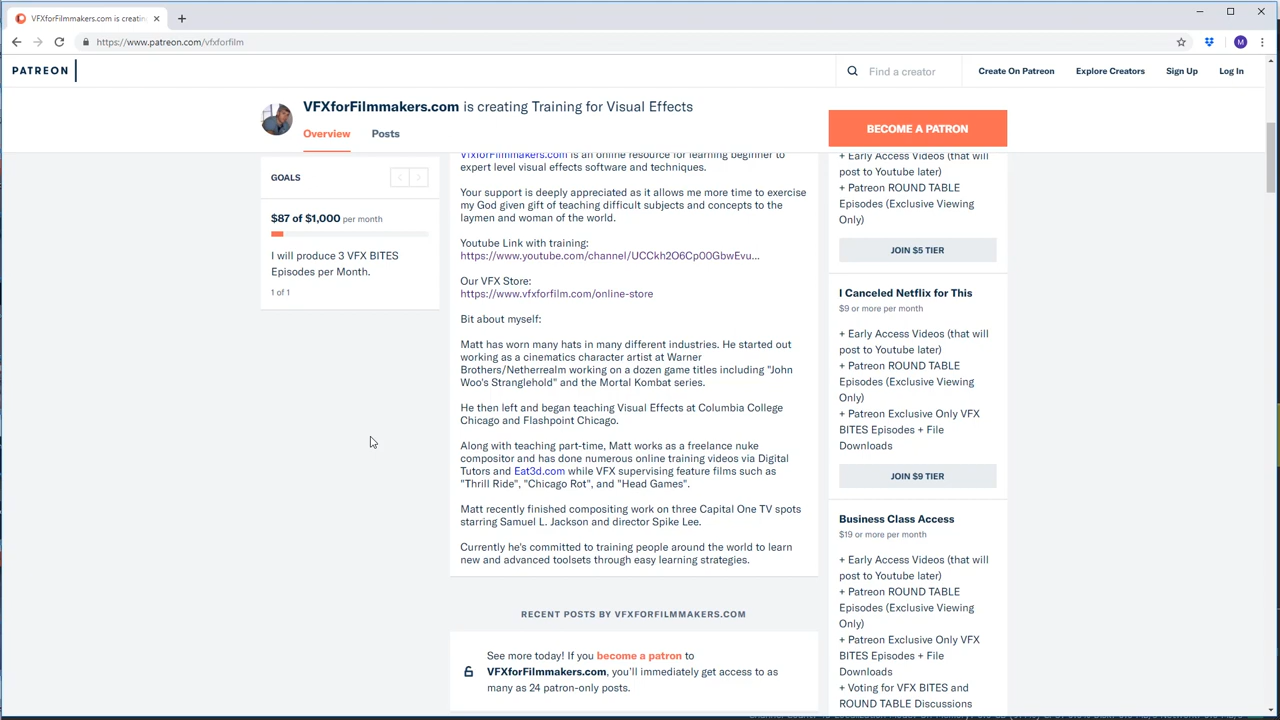 VFXforFilmmakers.com is creatin
https://www.patreon.com/vfxforfilm
M
PATREON
Find a creator
Create On Patreon
Explore Creators
Sign Up
Log In
VFXforFilmmakers.com is creating Training for Visual Effects
Overview
Posts
BECOME A PATRON
GOALS
$87 of $1,000 per month
I will produce 3 VFX BITES
Episodes per Month.
1 of 1
VfxforFilmmakers.com is an online resource for learning beginner to
expert level visual effects software and techniques.
Your support is deeply appreciated as it allows me more time to exercise
my God given gift of teaching difficult subjects and concepts to the
laymen and woman of the world.
Youtube Link with training:
https://www.youtube.com/channel/UCCkh2O6Cp00GbwEvu...
Our VFX Store:
https://www.vfxforfilm.com/online-store
Bit about myself:
Matt has worn many hats in many different industries. He started out
working as a cinematics character artist at Warner
Brothers/Netherrealm working on a dozen game titles including "John
Woo's Stranglehold" and the Mortal Kombat series.
He then left and began teaching Visual Effects at Columbia College
Chicago and Flashpoint Chicago.
Along with teaching part-time, Matt works as a freelance nuke
compositor and has done numerous online training videos via Digital
Tutors and Eat3d.com while VFX supervising feature films such as
"Thrill Ride", "Chicago Rot", and "Head Games".
Matt recently finished compositing work on three Capital One TV spots
starring Samuel L. Jackson and director Spike Lee.
Currently he's committed to training people around the world to learn
new and advanced toolsets through easy learning strategies.
RECENT POSTS BY VFXFORFILMMAKERS.COM
See more today! If you become a patron to
VFXforFilmmakers.com, you'll immediately get access to as
many as 24 patron-only posts.
+ Early Access Videos (that will
post to Youtube later)
+ Patreon ROUND TABLE
Episodes (Exclusive Viewing
Only)
JOIN $5 TIER
I Canceled Netflix for This
$9 or more per month
+ Early Access Videos (that will
post to Youtube later)
+ Patreon ROUND TABLE
Episodes (Exclusive Viewing
Only)
+ Patreon Exclusive Only VFX
BITES Episodes + File
Downloads
JOIN $9 TIER
Business Class Access
$19 or more per month
+ Early Access Videos (that will
post to Youtube later)
+ Patreon ROUND TABLE
Episodes (Exclusive Viewing
Only)
+ Patreon Exclusive Only VFX
BITES Episodes + File
Downloads
+ Voting for VFX BITES and
ROUND TABLE Discussions